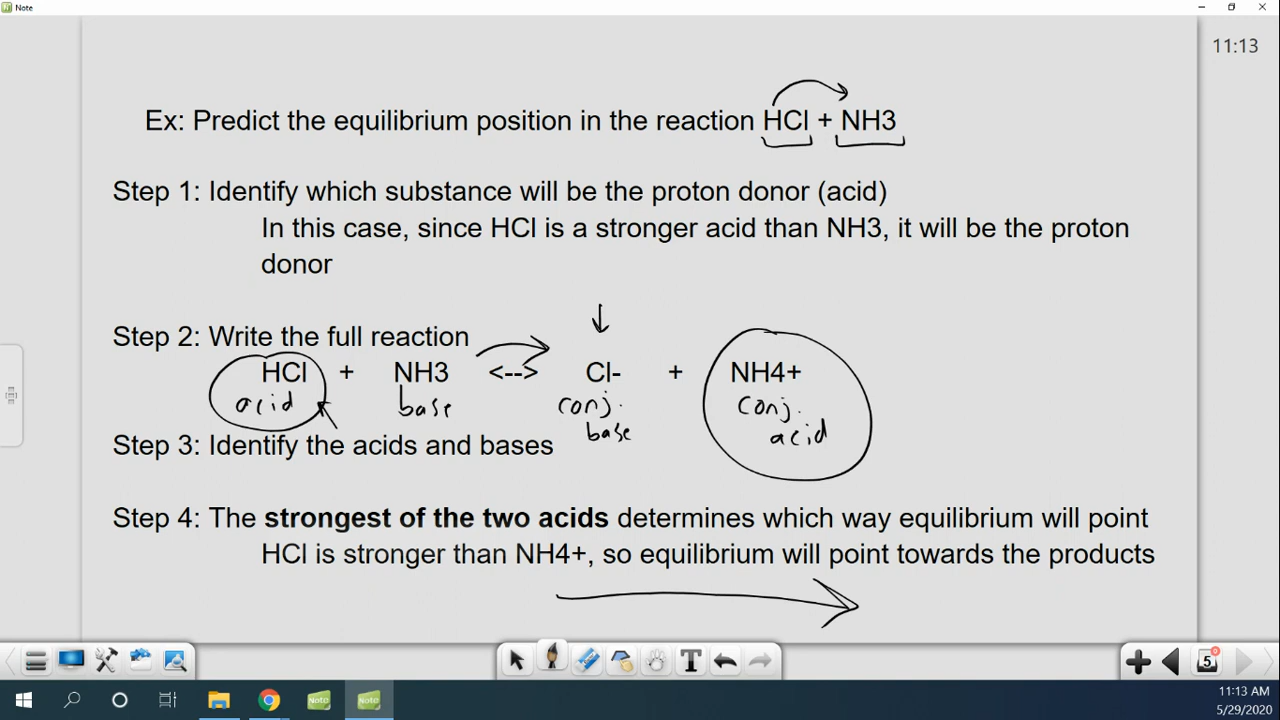 Note
11:13
Ex: Predict the equilibrium position in the reaction HCl + NH3
Step 1: Identify which substance will be the proton donor (acid)
In this case, since HCl is a stronger acid than NH3, it will be the proton
donor
Step 2: Write the full reaction
HCl + NH3 <--> Cl- + NH4+
acid base conj. conj.
base acid
Step 3: Identify the acids and bases
Step 4: The strongest of the two acids determines which way equilibrium will point
HCl is stronger than NH4+, so equilibrium will point towards the products
T 5
Note Note
11:13 AM
5/29/2020